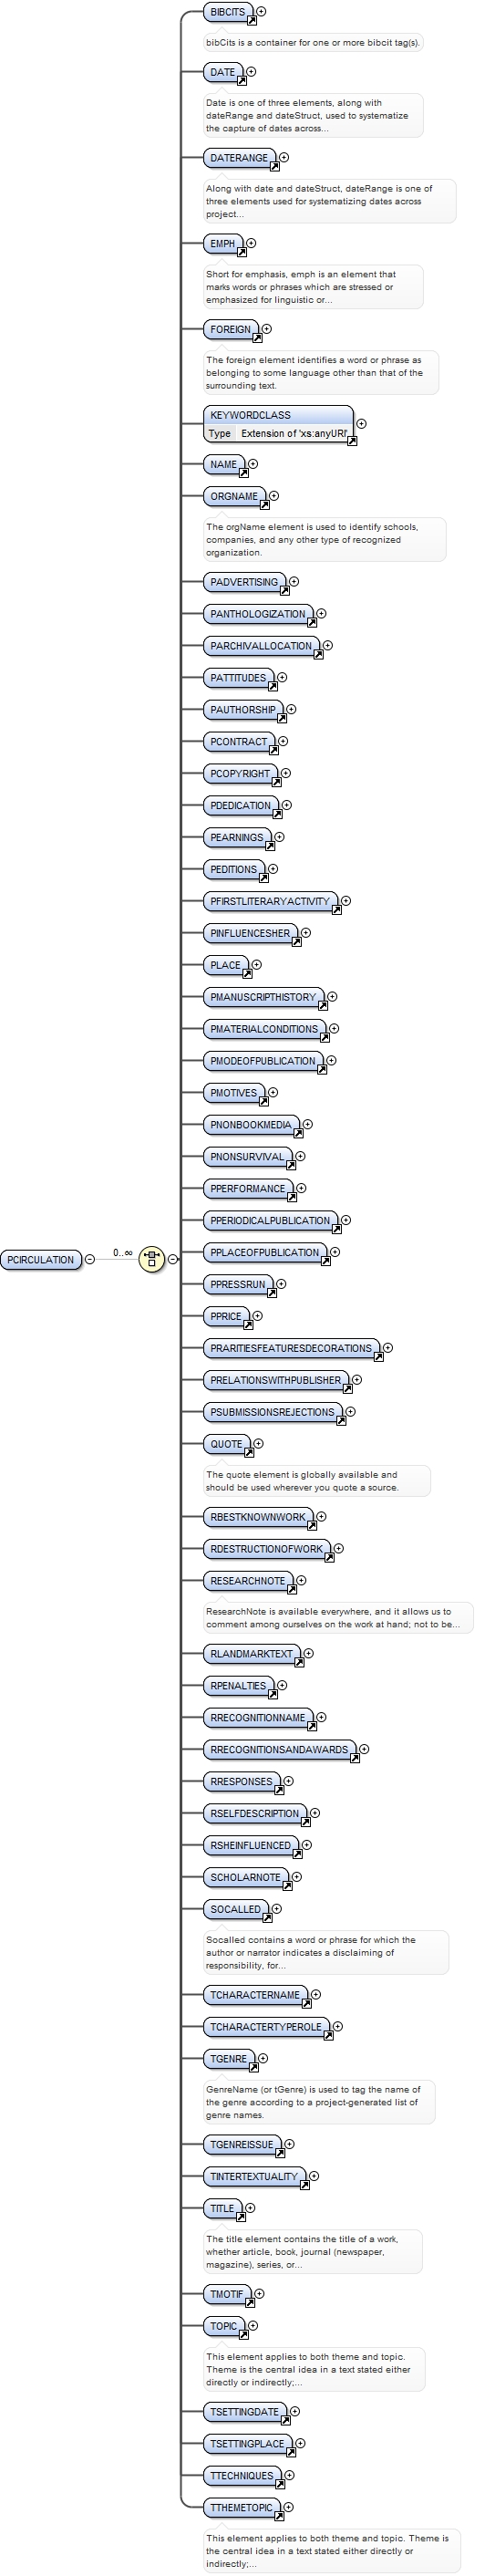 BIBCITS
bibCits is a container for one or more bibcit tag(s).
DATE
Date is one of three elements, along with
dateRange and dateStruct, used to systematize
the capture of dates across...
DATERANGE
Along with date and dateStruct, dateRange is one of
three elements used for systematizing dates across
project...
EMPH
Short for emphasis, emph is an element that
marks words or phrases which are stressed or
emphasized for linguistic or...
FOREIGN
The foreign element identifies a word or phrase as
belonging to some language other than that of the
surrounding text.
KEYWORDCLASS
Type Extension of 'xs:anyURI'
NAME
ORGNAME
The orgName element is used to identify schools,
companies, and any other type of recognized
organization.
PADVERTISING
PANTHOLOGIZATION
PARCHIVALLOCATION
PATTITUDES
PAUTHORSHIP
PCONTRACT
PCOPYRIGHT
PDEDICATION
PEARNINGS
PEDITIONS
PFIRSTLITERARYACTIVITY
PINFLUENCESHER
PLACE
PMANUSCRIPTHISTORY
PMATERIALCONDITIONS
PMODEOFPUBLICATION
PMOTIVES
PNONBOOKMEDIA
PNONSURVIVAL
PPERFORMANCE
PPERIODICALPUBLICATION
PPLACEOFPUBLICATION
PCIRCULATION 0..∞
PPRESSRUN
PPRICE
PRARITIESFEATURESDECORATIONS
PRELATIONSWITHPUBLISHER
PSUBMISSIONSREJECTIONS
QUOTE
The quote element is globally available and
should be used wherever you quote a source.
RBESTKNOWNWORK
RDESTRUCTIONOFWORK
RESEARCHNOTE
ResearchNote is available everywhere, and it allows us to
comment among ourselves on the work at hand; not to be...
RLANDMARKTEXT
RPENALTIES
RRECOGNITIONNAME
RRECOGNITIONSANDAWARDS
RRESPONSES
RSELFDESCRIPTION
RSHEINFLUENCED
SCHOLARNOTE
SOCALLED
Socalled contains a word or phrase for which the
author or narrator indicates a disclaiming of
responsibility, for...
TCHARACTERNAME
TCHARACTERTYPEROLE
TGENRE
GenreName (or tGenre) is used to tag the name of
the genre according to a project-generated list of
genre names.
TGENREISSUE
TINTERTEXTUALITY
TITLE
The title element contains the title of a work,
whether article, book, journal (newspaper,
magazine), series, or...
TMOTIF
TOPIC
This element applies to both theme and topic.
Theme is the central idea in a text stated either
directly or indirectly;...
TSETTINGDATE
TSETTINGPLACE
TTECHNIQUES
TTHEMETOPIC
This element applies to both theme and topic. Theme is
the central idea in a text stated either directly or
indirectly;...